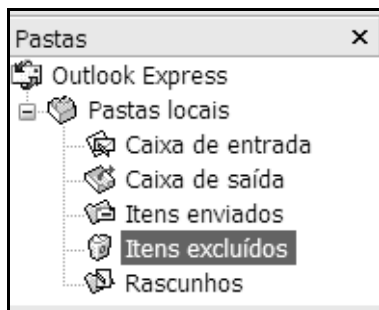 Pastas
Outlook Express
Pastas locais
Caixa de entrada
Caixa de saída
Itens enviados
Itens excluídos
Rascunhos